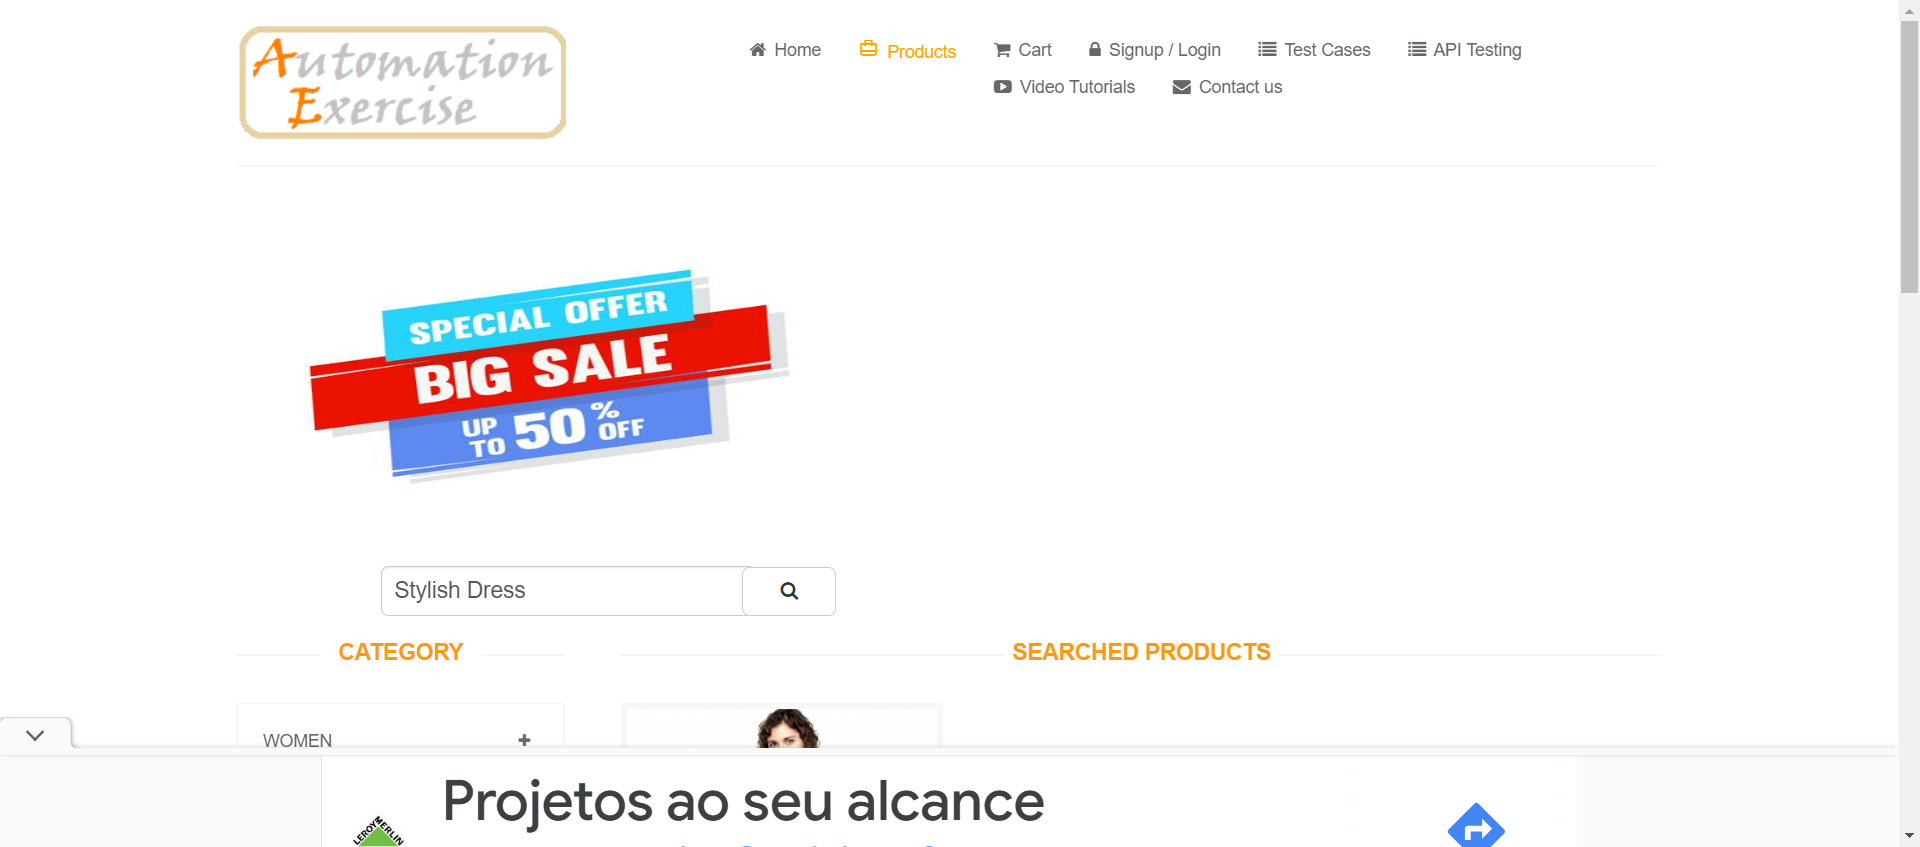 Automation
Exercise
Home Products Cart Signup / Login Test Cases API Testing
Video Tutorials Contact us
SPECIAL OFFER
BIG SALE
UP TO 50% OFF
Stylish Dress
CATEGORY
SEARCHED PRODUCTS
WOMEN
Projetos ao seu alcance
LEROY MERLIN